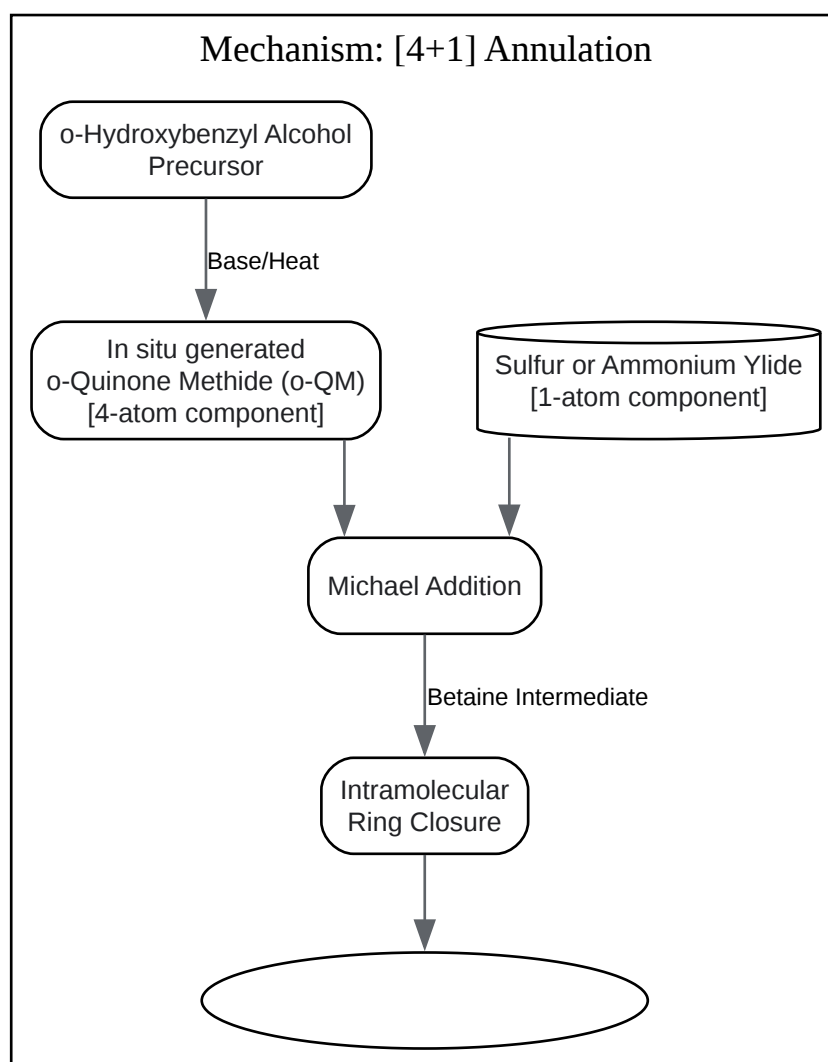 Mechanism: [4+1] Annulation
o-Hydroxybenzyl Alcohol
Precursor
Base/Heat
In situ generated
o-Quinone Methide (o-QM)
[4-atom component]
Sulfur or Ammonium Ylide
[1-atom component]
Michael Addition
Betaine Intermediate
Intramolecular
Ring Closure